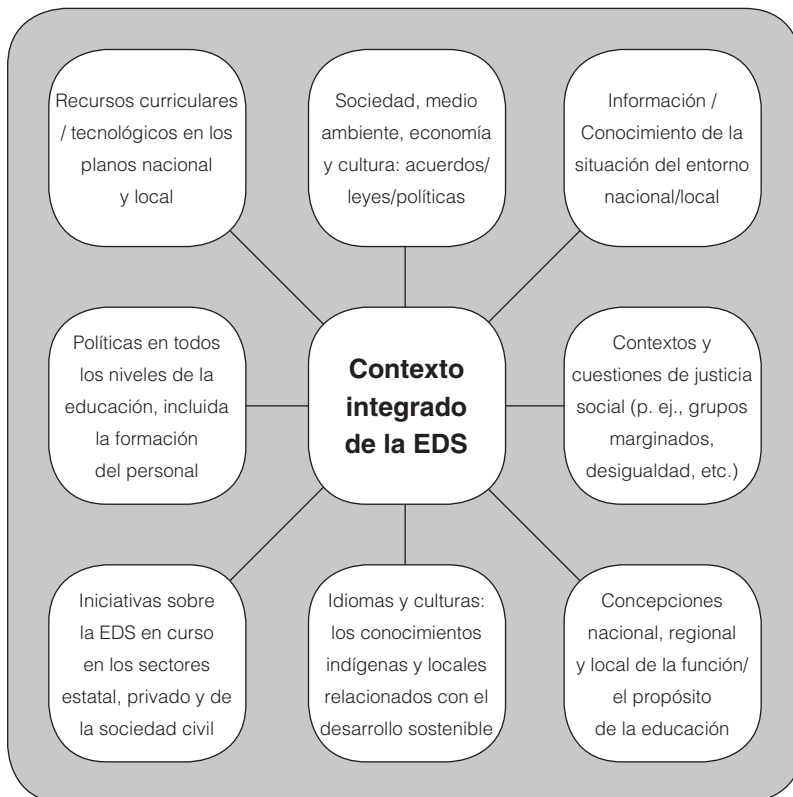 Recursos curriculares
/ tecnológicos en los
planos nacional
y local
Sociedad, medio
ambiente, economía
y cultura: acuerdos/
leyes/políticas
Información /
Conocimiento de la
situación del entorno
nacional/local
Políticas en todos
los niveles de la
educación, incluida
la formación
del personal
Contexto
integrado
de la EDS
Contextos y
cuestiones de justicia
social (p. ej., grupos
marginados,
desigualdad, etc.)
Iniciativas sobre
la EDS en curso
en los sectores
estatal, privado y de
la sociedad civil
Idiomas y culturas:
los conocimientos
indígenas y locales
relacionados con el
desarrollo sostenible
Concepciones
nacional, regional
y local de la función/
el propósito
de la educación